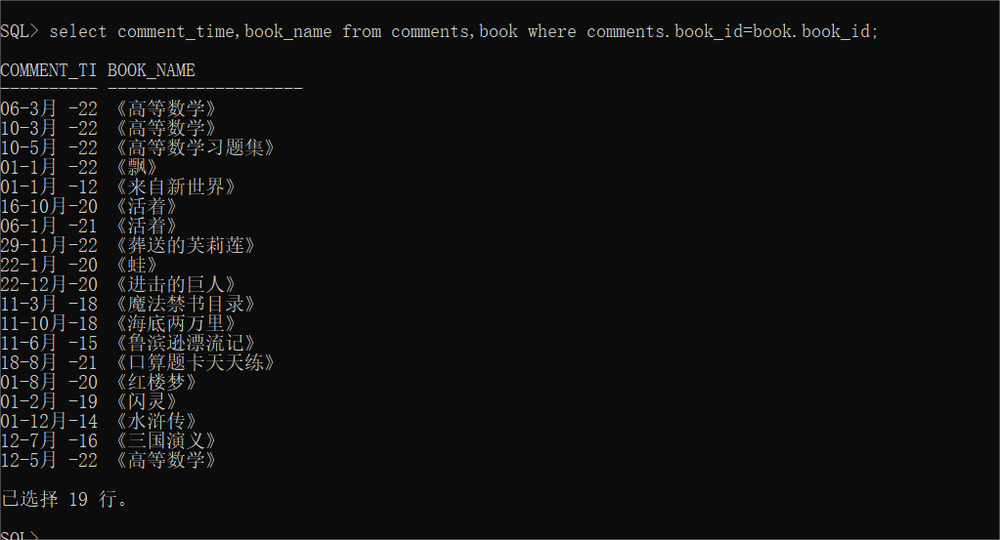 SQL> select comment_time,book_name from comments,book where comments.book_id=book.book_id;
COMMENT_TI BOOK_NAME
---------- --------------------
06-3月 -22 《高等数学》
10-3月 -22 《高等数学》
10-5月 -22 《高等数学习题集》
01-1月 -22 《飘》
01-1月 -12 《来自新世界》
16-10月-20 《活着》
06-1月 -21 《活着》
29-11月-22 《葬送的芙莉莲》
22-1月 -20 《蛙》
22-12月-20 《进击的巨人》
11-3月 -18 《魔法禁书目录》
11-10月-18 《海底两万里》
11-6月 -15 《鲁滨逊漂流记》
18-8月 -21 《口算题卡天天练》
01-8月 -20 《红楼梦》
01-2月 -19 《闪灵》
01-12月-14 《水浒传》
12-7月 -16 《三国演义》
12-5月 -22 《高等数学》
已选择 19 行。
SQL>